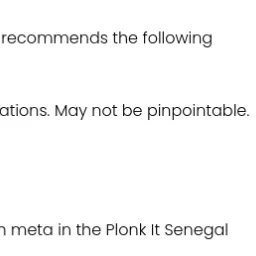 recommends the following
ations. May not be pinpointable.
n meta in the Plonk It Senegal